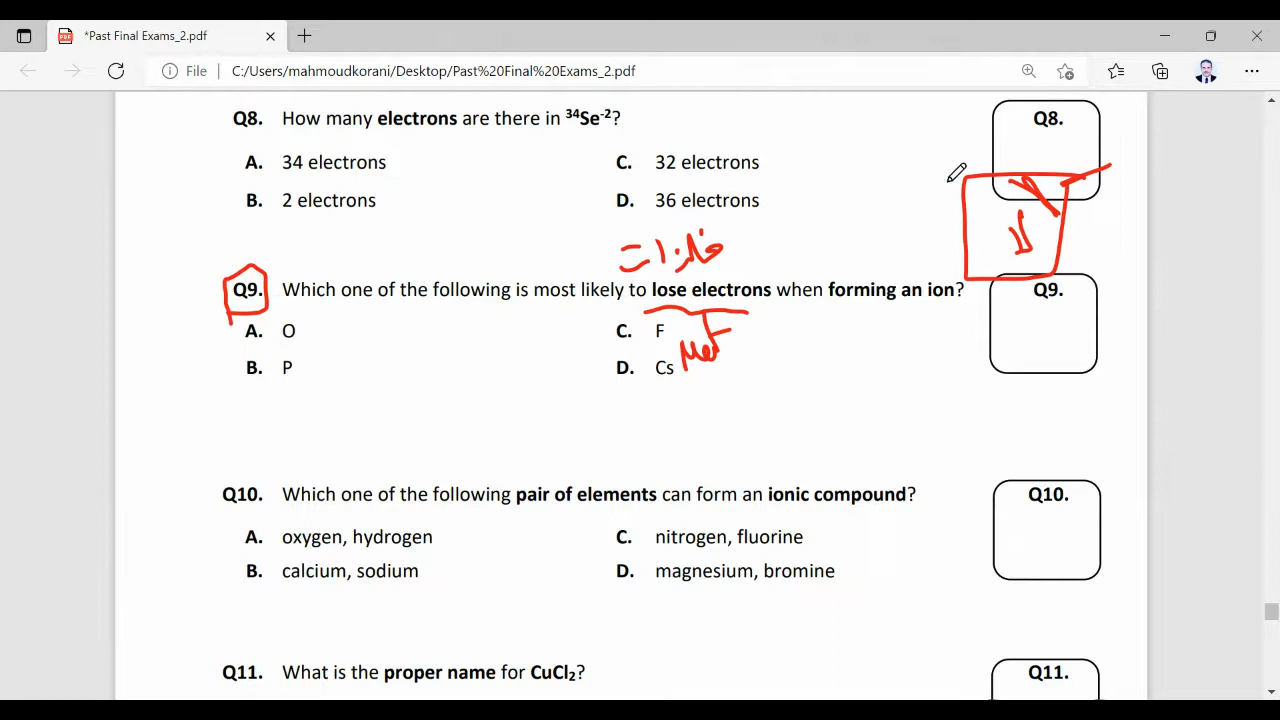 *Past Final Exams_2.pdf
File C:/Users/mahmoudkorani/Desktop/Past%20Final%20Exams_2.pdf
Q8. How many electrons are there in ³⁴Se⁻²? Q8.
A. 34 electrons C. 32 electrons
B. 2 electrons D. 36 electrons
فلزات
Q9. Which one of the following is most likely to lose electrons when forming an ion? Q9.
A. O C. F
Met
B. P D. Cs
Q10. Which one of the following pair of elements can form an ionic compound? Q10.
A. oxygen, hydrogen C. nitrogen, fluorine
B. calcium, sodium D. magnesium, bromine
Q11. What is the proper name for CuCl₂? Q11.